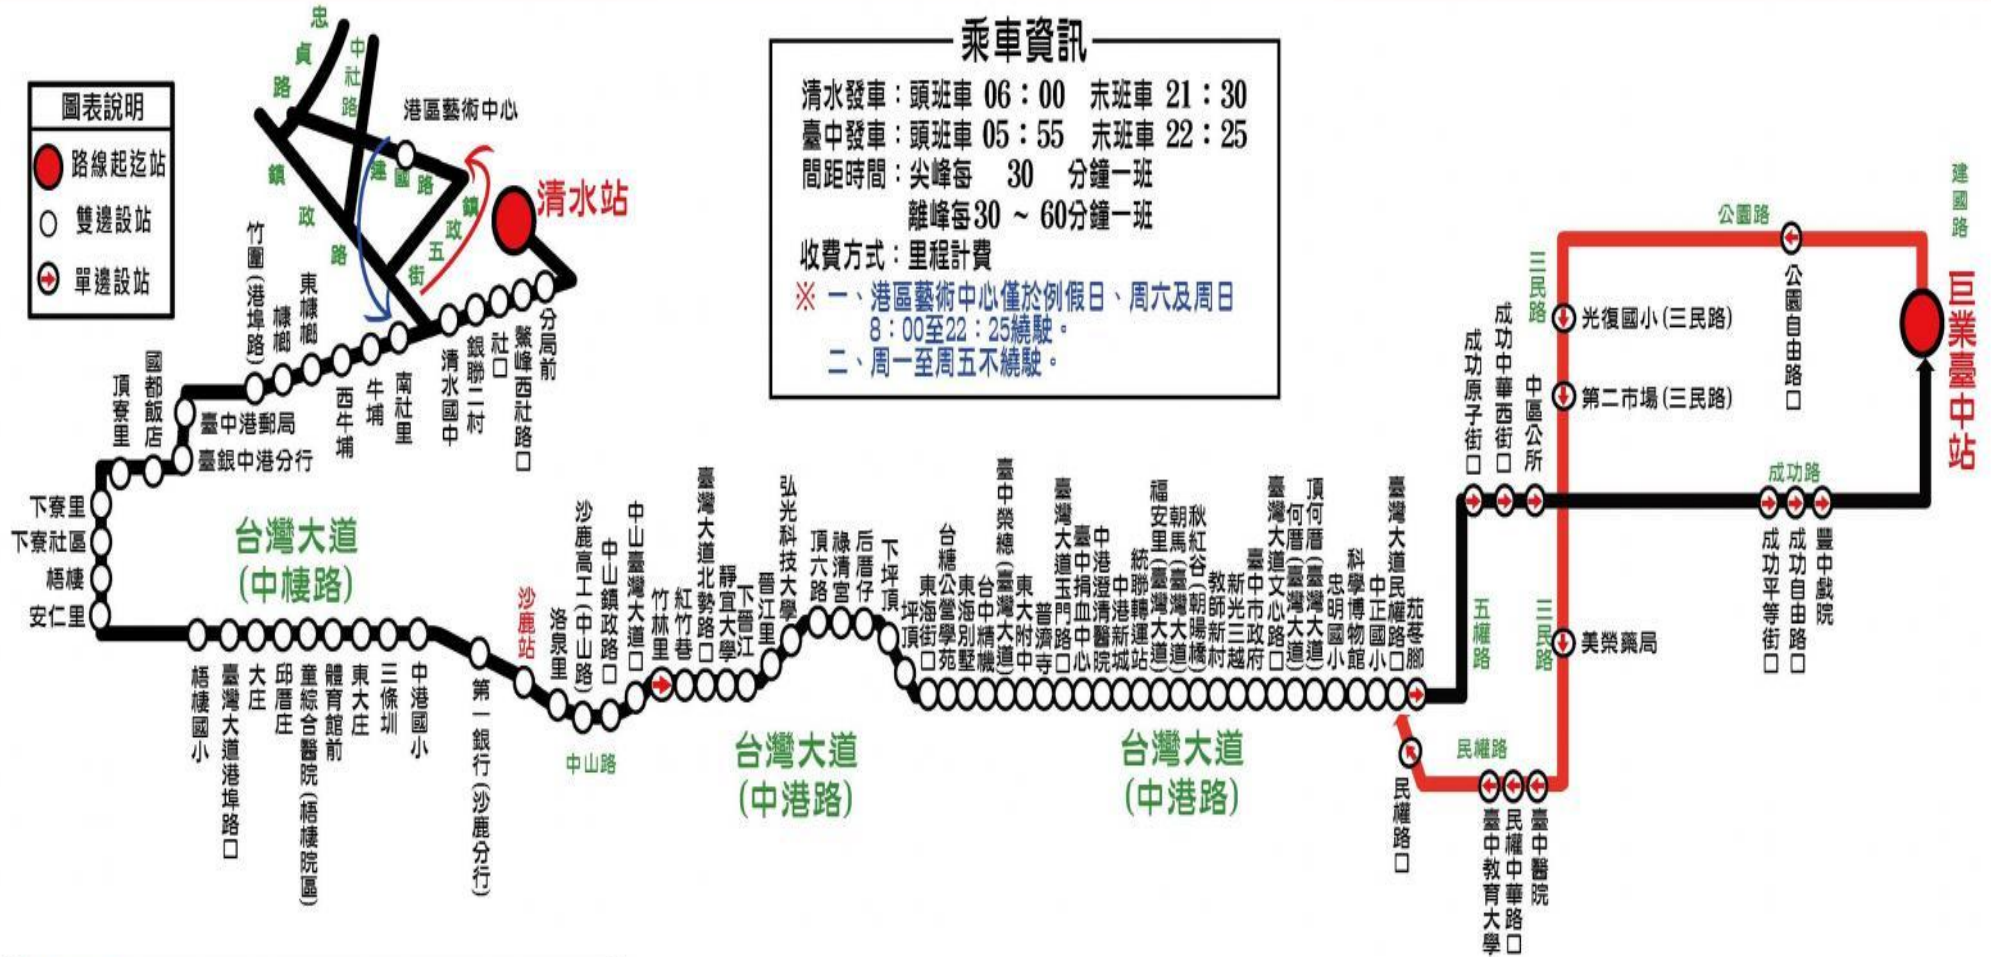 乘車資訊
清水發車：頭班車 06：00 末班車 21：30
臺中發車：頭班車 05：55 末班車 22：25
間距時間：尖峰每 30 分鐘一班
離峰每30 ~ 60分鐘一班
收費方式：里程計費
※ 一、港區藝術中心僅於例假日、周六及周日
8：00至22：25繞駛。
二、周一至周五不繞駛。
圖表說明
路線起迄站
雙邊設站
單邊設站
忠貞路
中社路
港區藝術中心
建國路
鎮政路
鎮政五街
清水站
分局前
鰲峰西社路口
社口
銀聯二村
清水國中
南社里
牛埔
西牛埔
東槺榔
槺榔
竹圍(港埠路)
臺中港郵局
臺銀中港分行
國都飯店
頂寮里
下寮里
下寮社區
梧棲
安仁里
台灣大道
(中棲路)
梧棲國小
臺灣大道港埠路口
大庄
邱厝庄
童綜合醫院(梧棲院區)
體育館前
東大庄
三條圳
中港國小
第一銀行(沙鹿分行)
沙鹿站
洛泉里
沙鹿高工(中山路)
中山鎮政路口
中山臺灣大道口
中山路
竹林里
紅竹巷
臺灣大道北勢路口
靜宜大學
下晉江
晉江里
弘光科技大學
頂六路
祿清宮
后厝仔
下坪頂
坪頂
台灣大道
(中港路)
東海街口
台糖公營學苑
東海別墅
台中精機
臺中榮總(臺灣大道)
東大附中
普濟寺
臺灣大道玉門路口
臺中捐血中心
中港澄清醫院
中港新城
統聯轉運站
福安里(臺灣大道)
朝馬(臺灣大道)
秋紅谷(朝陽橋)
教師新村
新光三越
臺中市政府
臺灣大道文心路口
何厝(臺灣大道)
頂何厝(臺灣大道)
忠明國小
科學博物館
中正國小
臺灣大道民權路口
茄苳腳
台灣大道
(中港路)
五權路
成功原子街口
成功中華西街口
中區公所
成功路
成功平等街口
成功自由路口
豐中戲院
巨業臺中站
建國路
公園路
公園自由路口
三民路
光復國小(三民路)
第二市場(三民路)
三民路
美榮藥局
民權路
臺中醫院
民權中華路口
臺中教育大學
民權路口